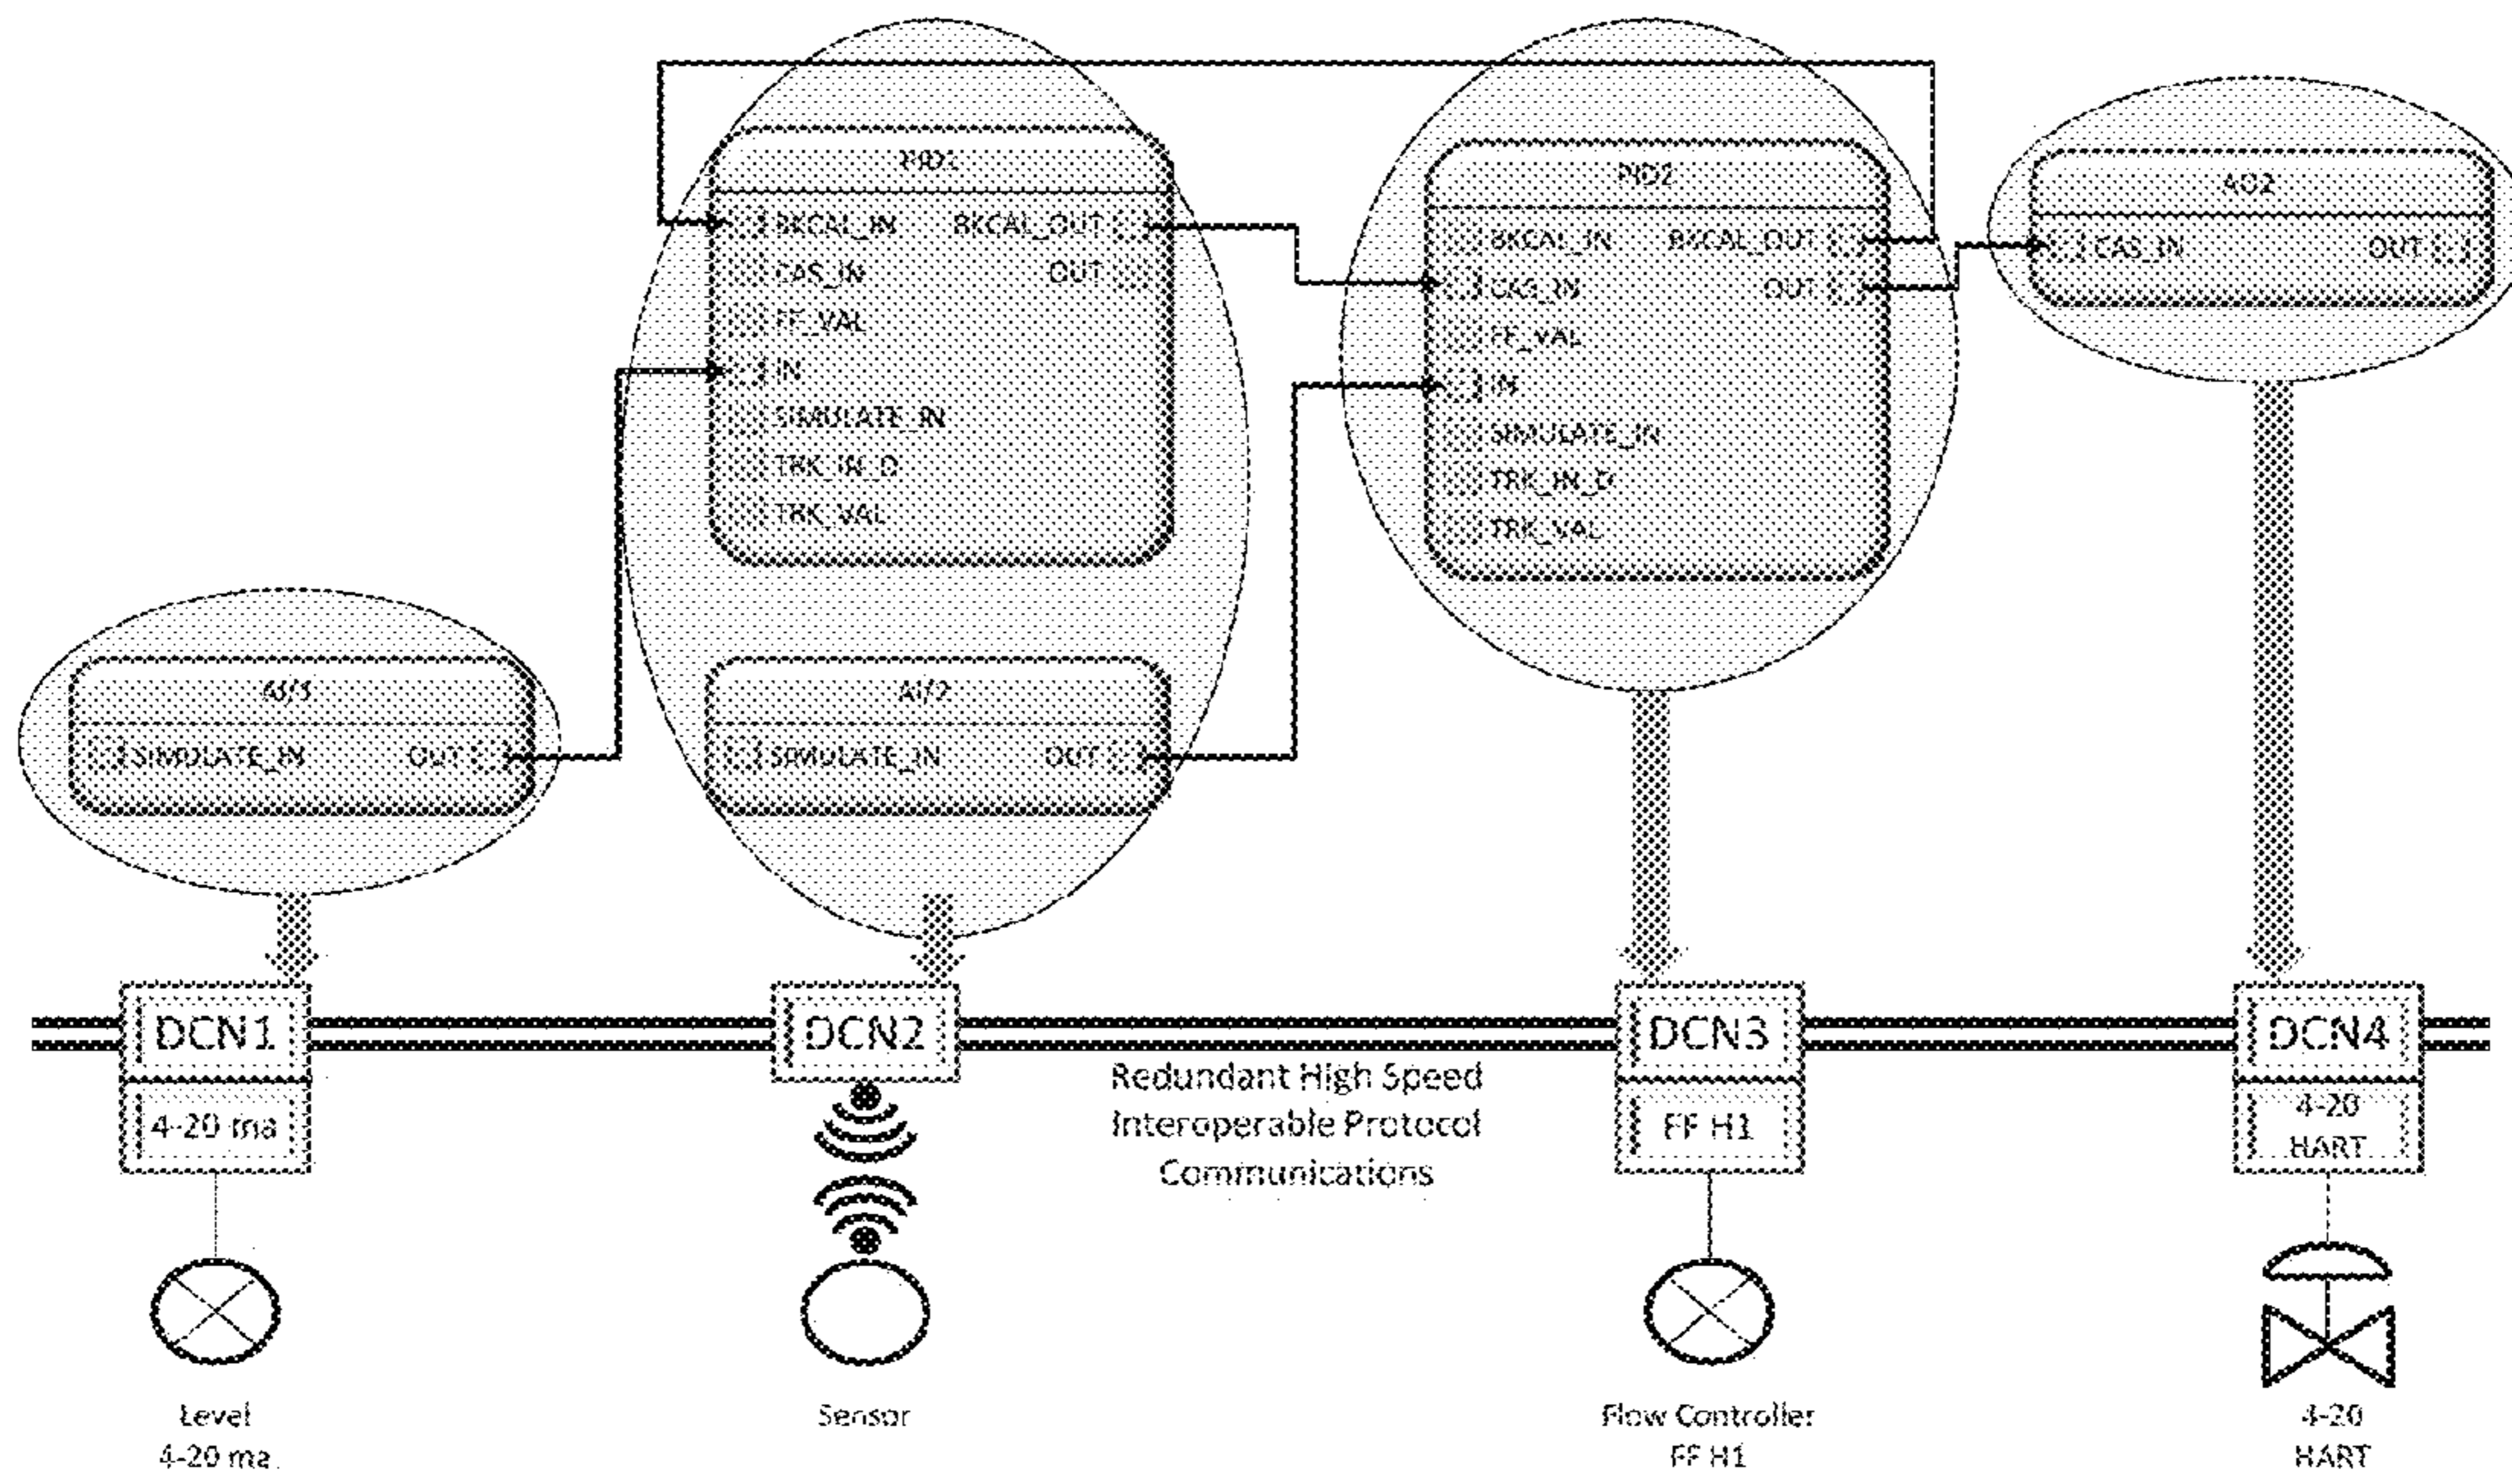 PID1
BKCAL_IN BKCAL_OUT
CAS_IN OUT
FF_VAL
IN
SIMULATE_IN
TRK_IN_D
TRK_VAL
PID2
BKCAL_IN BKCAL_OUT
CAS_IN OUT
FF_VAL
IN
SIMULATE_IN
TRK_IN_D
TRK_VAL
AO2
CAS_IN OUT
SIMULATE_IN OUT
AI/2
SIMULATE_IN OUT
DCN1
4-20 ma
DCN2
Redundant High Speed
Interoperable Protocol
Communications
DCN3
FF H1
DCN4
4-20
HART
Level
4-20 ma
Sensor
Flow Controller
FF H1
4-20
HART